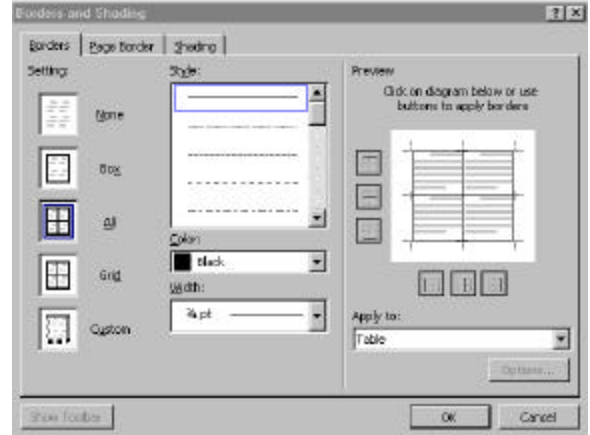 Borders and Shading
Borders
Page Border
Shading
Setting:
Style:
Preview
Click on diagram below or use
buttons to apply borders
None
Box
All
Grid
Custom
Color:
Black
Width:
¾ pt
Apply to:
Table
Options...
Show Toolbar
OK
Cancel